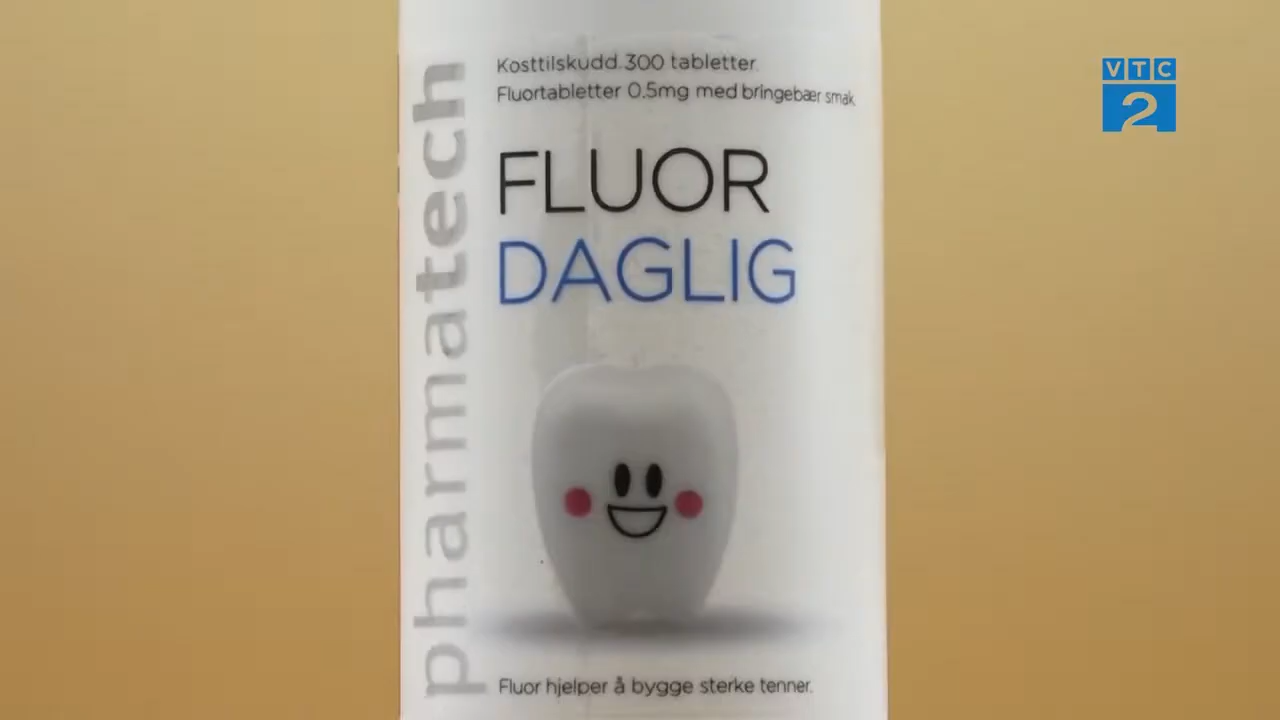 Kosttilskudd. 300 tabletter.
Fluortabletter 0.5mg med bringebær smak.
FLUOR
DAGLIG
pharmatech
Fluor hjelper å bygge sterke tenner.
VTC
2